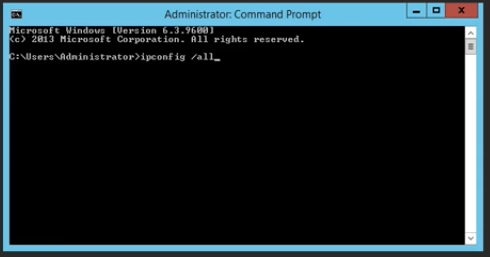 Administrator: Command Prompt
Microsoft Windows [Version 6.3.9600]
(c) 2013 Microsoft Corporation. All rights reserved.
C:\Users\Administrator>ipconfig /all_